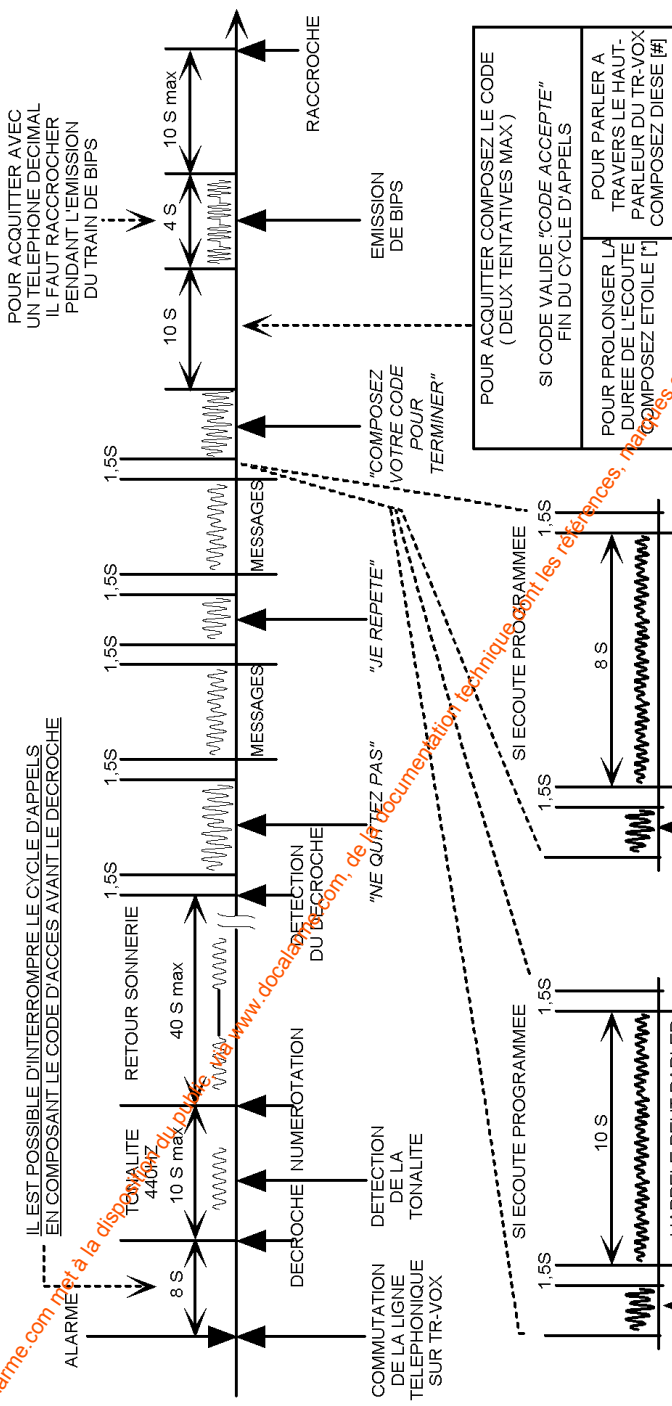 IL EST POSSIBLE D'INTERROMPRE LE CYCLE D'APPELS
EN COMPOSANT LE CODE D'ACCES AVANT LE DECROCHE
POUR ACQUITTER AVEC
UN TELEPHONE DECIMAL
IL FAUT RACCROCHER
PENDANT L'EMISSION
DU TRAIN DE BIPS
ALARME
8 S
TONALITE
440HZ
10 S max
RETOUR SONNERIE
40 S max
1,5S
1,5S
1,5S
1,5S
1,5S
1,5S
1,5S
10 S
4 S
10 S max
MESSAGES
MESSAGES
COMMUTATION
DE LA LIGNE
TELEPHONIQUE
SUR TR-VOX
DECROCHE
DETECTION
DE LA
TONALITE
NUMEROTATION
DETECTION
DU DECROCHE
"NE QUITTEZ PAS"
"JE REPETE"
"COMPOSEZ
VOTRE CODE
POUR
TERMINER"
EMISSION
DE BIPS
RACCROCHE
POUR ACQUITTER COMPOSEZ LE CODE
( DEUX TENTATIVES MAX )
SI CODE VALIDE "CODE ACCEPTE"
FIN DU CYCLE D'APPELS
POUR PROLONGER LA
DUREE DE L'ECOUTE
COMPOSEZ ETOILE [*]
POUR PARLER A
TRAVERS LE HAUT-
PARLEUR DU TR-VOX
COMPOSEZ DIESE [#]
SI ECOUTE PROGRAMMEE
1,5S
10 S
1,5S
SI ECOUTE PROGRAMMEE
1,5S
8 S
1,5S
arme.com met à la disposition du public, via www.docalarme.com, de la documentation technique dont les références, marques